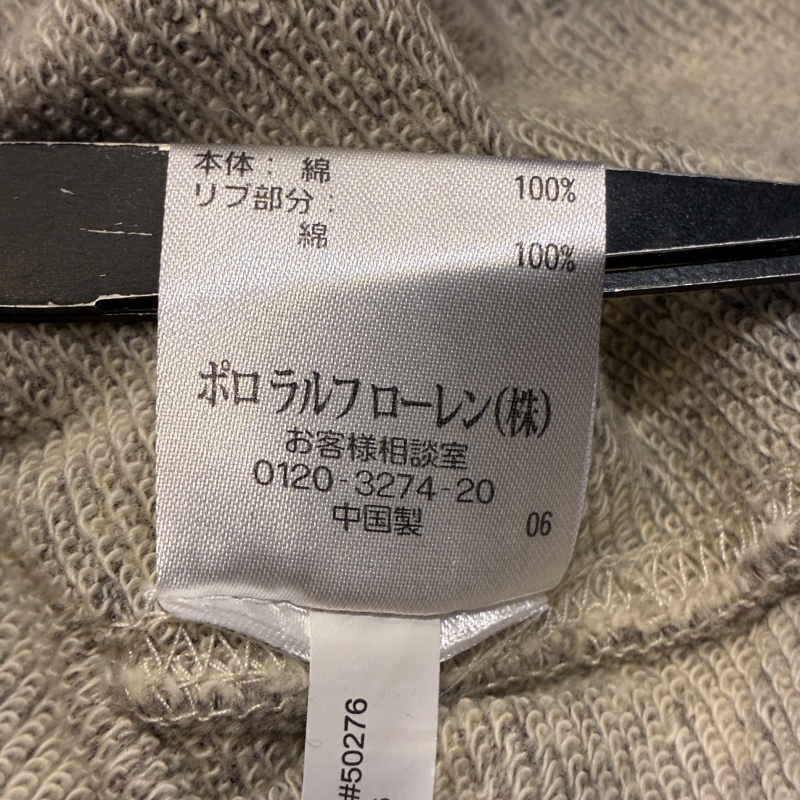 本体: 綿 100%
リブ部分:
綿 100%
ポロ ラルフ ローレン(株)
お客様相談室
0120-3274-20
中国製 06
#50276